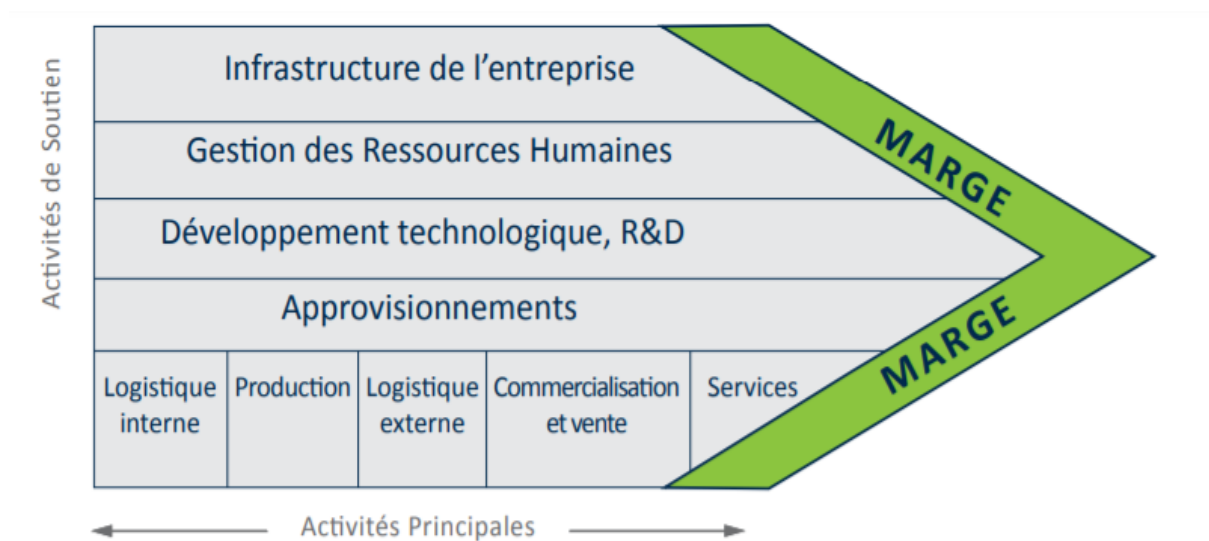 Activités de Soutien
Infrastructure de l’entreprise
Gestion des Ressources Humaines
Développement technologique, R&D
Approvisionnements
Logistique
interne
Production
Logistique
externe
Commercialisation
et vente
Services
MARGE
MARGE
Activités Principales